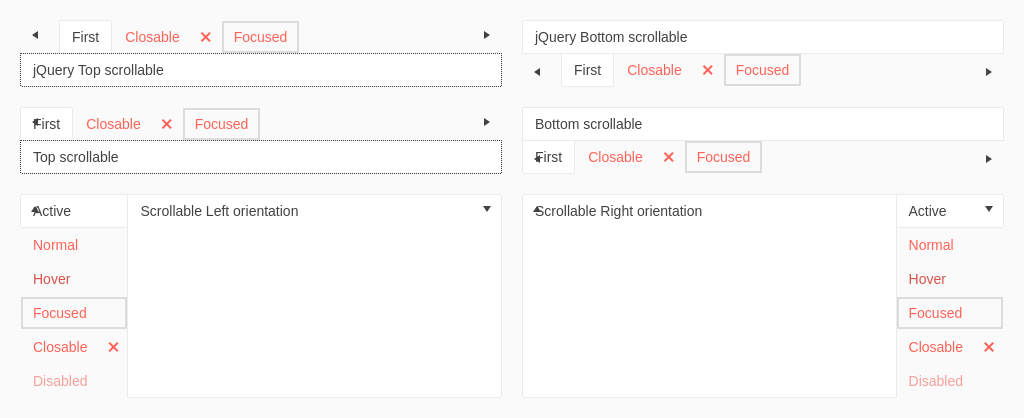 First Closable Focused
jQuery Top scrollable
jQuery Bottom scrollable
First Closable Focused
First Closable Focused
Top scrollable
Bottom scrollable
First Closable Focused
Active
Normal
Hover
Focused
Closable
Disabled
Scrollable Left orientation
Scrollable Right orientation
Active
Normal
Hover
Focused
Closable
Disabled